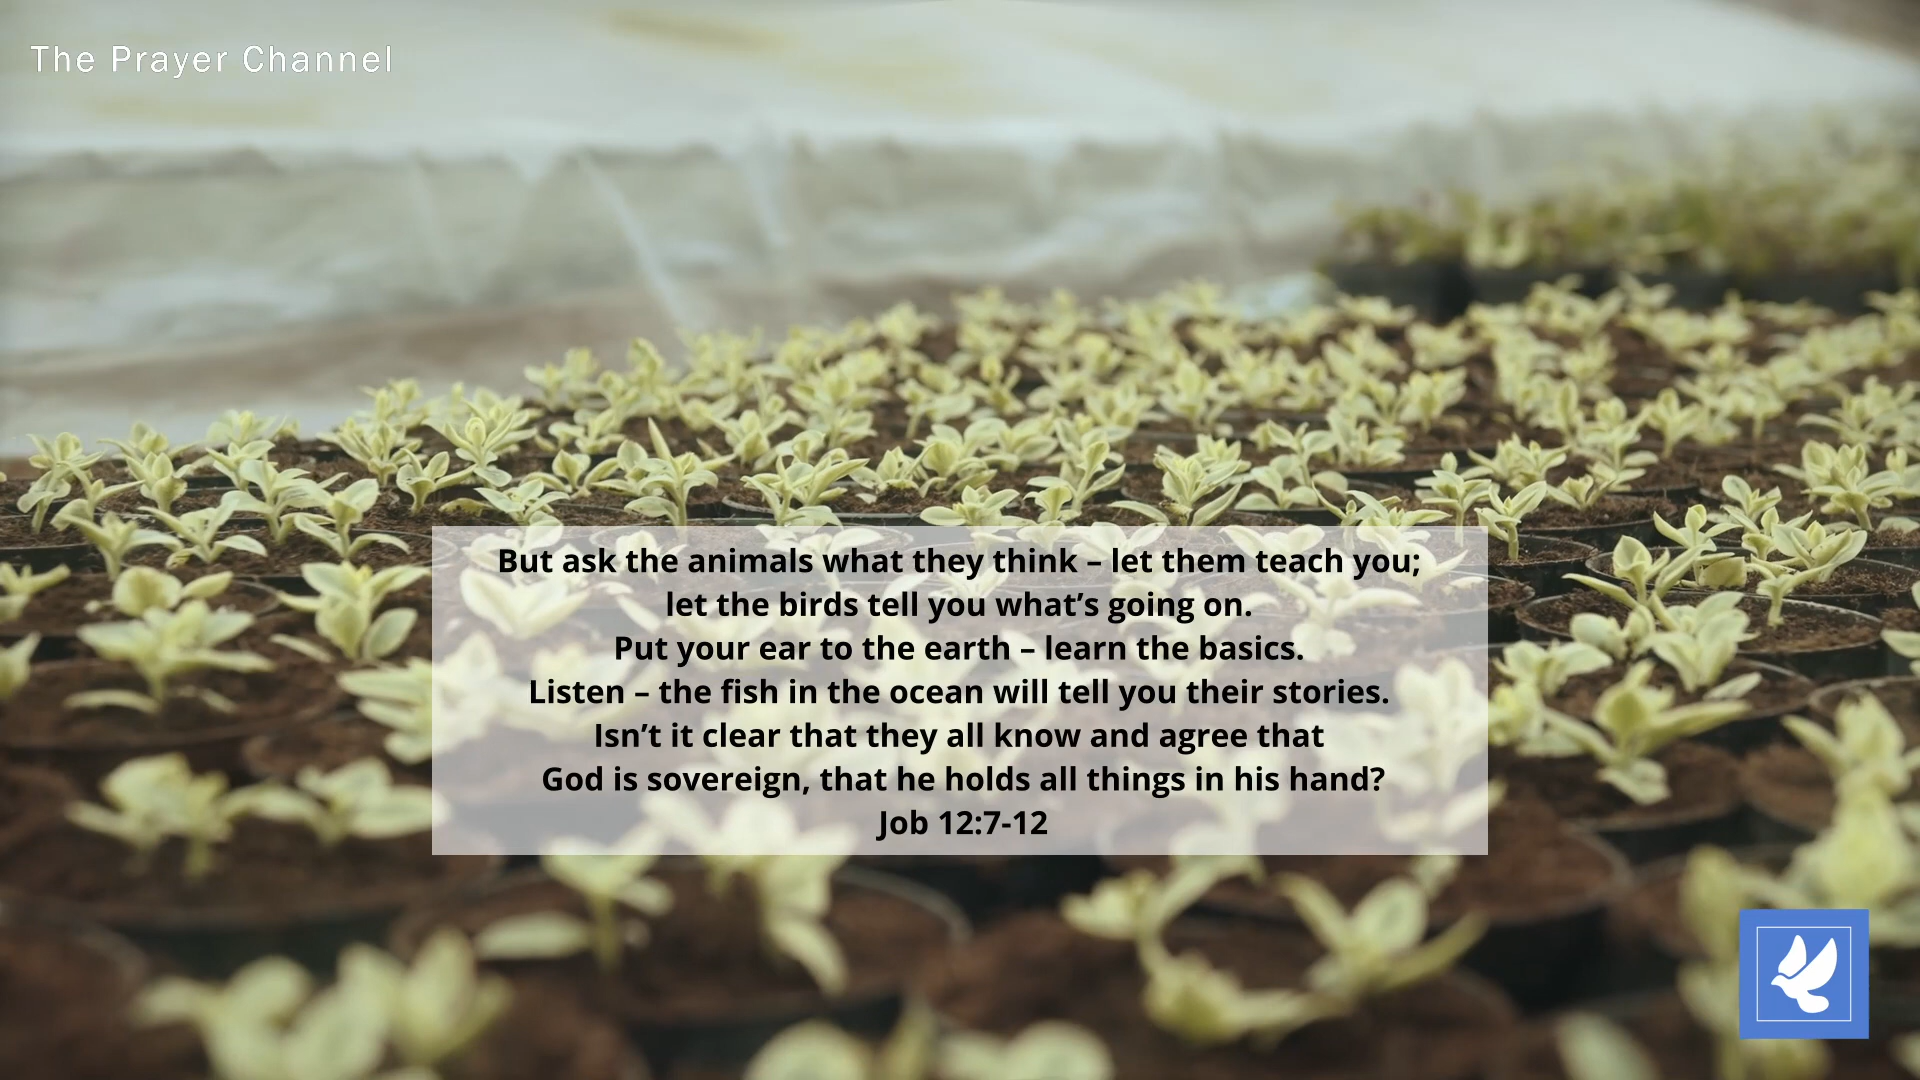 The Prayer Channel
But ask the animals what they think – let them teach you;
let the birds tell you what’s going on.
Put your ear to the earth – learn the basics.
Listen – the fish in the ocean will tell you their stories.
Isn’t it clear that they all know and agree that
God is sovereign, that he holds all things in his hand?
Job 12:7-12